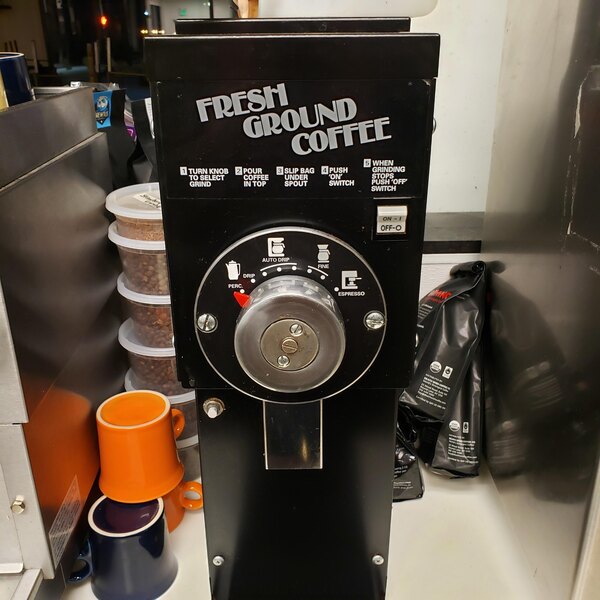 FRESH
GROUND
COFFEE
1 TURN KNOB
TO SELECT
GRIND
2 POUR
COFFEE
IN TOP
3 SLIP BAG
UNDER
SPOUT
4 PUSH
'ON'
SWITCH
5 WHEN
GRINDING
STOPS
PUSH 'OFF'
SWITCH
ON - I
OFF-O
AUTO DRIP
DRIP
FINE
PERC.
ESPRESSO